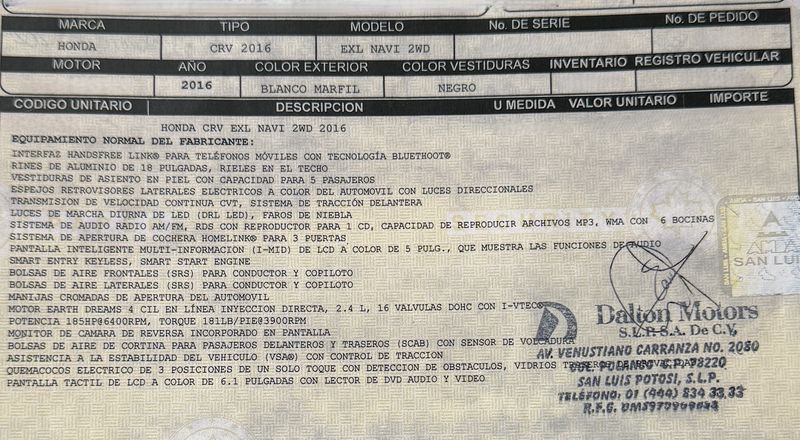 MARCA TIPO MODELO No. DE SERIE No. DE PEDIDO
HONDA CRV 2016 EXL NAVI 2WD
MOTOR AÑO COLOR EXTERIOR COLOR VESTIDURAS INVENTARIO REGISTRO VEHICULAR
2016 BLANCO MARFIL NEGRO
CODIGO UNITARIO DESCRIPCION U MEDIDA VALOR UNITARIO IMPORTE
HONDA CRV EXL NAVI 2WD 2016
EQUIPAMIENTO NORMAL DEL FABRICANTE:
INTERFAZ HANDSFREE LINK® PARA TELÉFONOS MÓVILES CON TECNOLOGÍA BLUETHOOT®
RINES DE ALUMINIO DE 18 PULGADAS, RIELES EN EL TECHO
VESTIDURAS DE ASIENTO EN PIEL CON CAPACIDAD PARA 5 PASAJEROS
ESPEJOS RETROVISORES LATERALES ELECTRICOS A COLOR DEL AUTOMOVIL CON LUCES DIRECCIONALES
TRANSMISION DE VELOCIDAD CONTINUA CVT, SISTEMA DE TRACCIÓN DELANTERA
LUCES DE MARCHA DIURNA DE LED (DRL LED), FAROS DE NIEBLA
SISTEMA DE AUDIO RADIO AM/FM, RDS CON REPRODUCTOR PARA 1 CD, CAPACIDAD DE REPRODUCIR ARCHIVOS MP3, WMA CON 6 BOCINAS
SISTEMA DE APERTURA DE COCHERA HOMELINK® PARA 3 PUERTAS
PANTALLA INTELIGENTE MULTI-INFORMACION (I-MID) DE LCD A COLOR DE 5 PULG., QUE MUESTRA LAS FUNCIONES DE AUDIO
SMART ENTRY KEYLESS, SMART START ENGINE
BOLSAS DE AIRE FRONTALES (SRS) PARA CONDUCTOR Y COPILOTO
BOLSAS DE AIRE LATERALES (SRS) PARA CONDUCTOR Y COPILOTO
MANIJAS CROMADAS DE APERTURA DEL AUTOMOVIL
MOTOR EARTH DREAMS 4 CIL EN LÍNEA INYECCION DIRECTA, 2.4 L, 16 VALVULAS DOHC CON I-VTEC®
POTENCIA 185HP@6400RPM, TORQUE 181LB/PIE@3900RPM
MONITOR DE CAMARA DE REVERSA INCORPORADO EN PANTALLA
BOLSAS DE AIRE DE CORTINA PARA PASAJEROS DELANTEROS Y TRASEROS (SCAB) CON SENSOR DE VOLCADURA
ASISTENCIA A LA ESTABILIDAD DEL VEHICULO (VSA®) CON CONTROL DE TRACCION
QUEMACOCOS ELECTRICO DE 3 POSICIONES DE UN SOLO TOQUE CON DETECCION DE OBSTACULOS, VIDRIOS
PANTALLA TACTIL DE LCD A COLOR DE 6.1 PULGADAS CON LECTOR DE DVD AUDIO Y VIDEO
SAN LUI
Dalton Motors
S.L.P. S.A. De C.V.
AV. VENUSTIANO CARRANZA NO. 2080
C.P. 78220
SAN LUIS POTOSI, S.L.P.
TELEFONO: 01 (444) 834 33 33